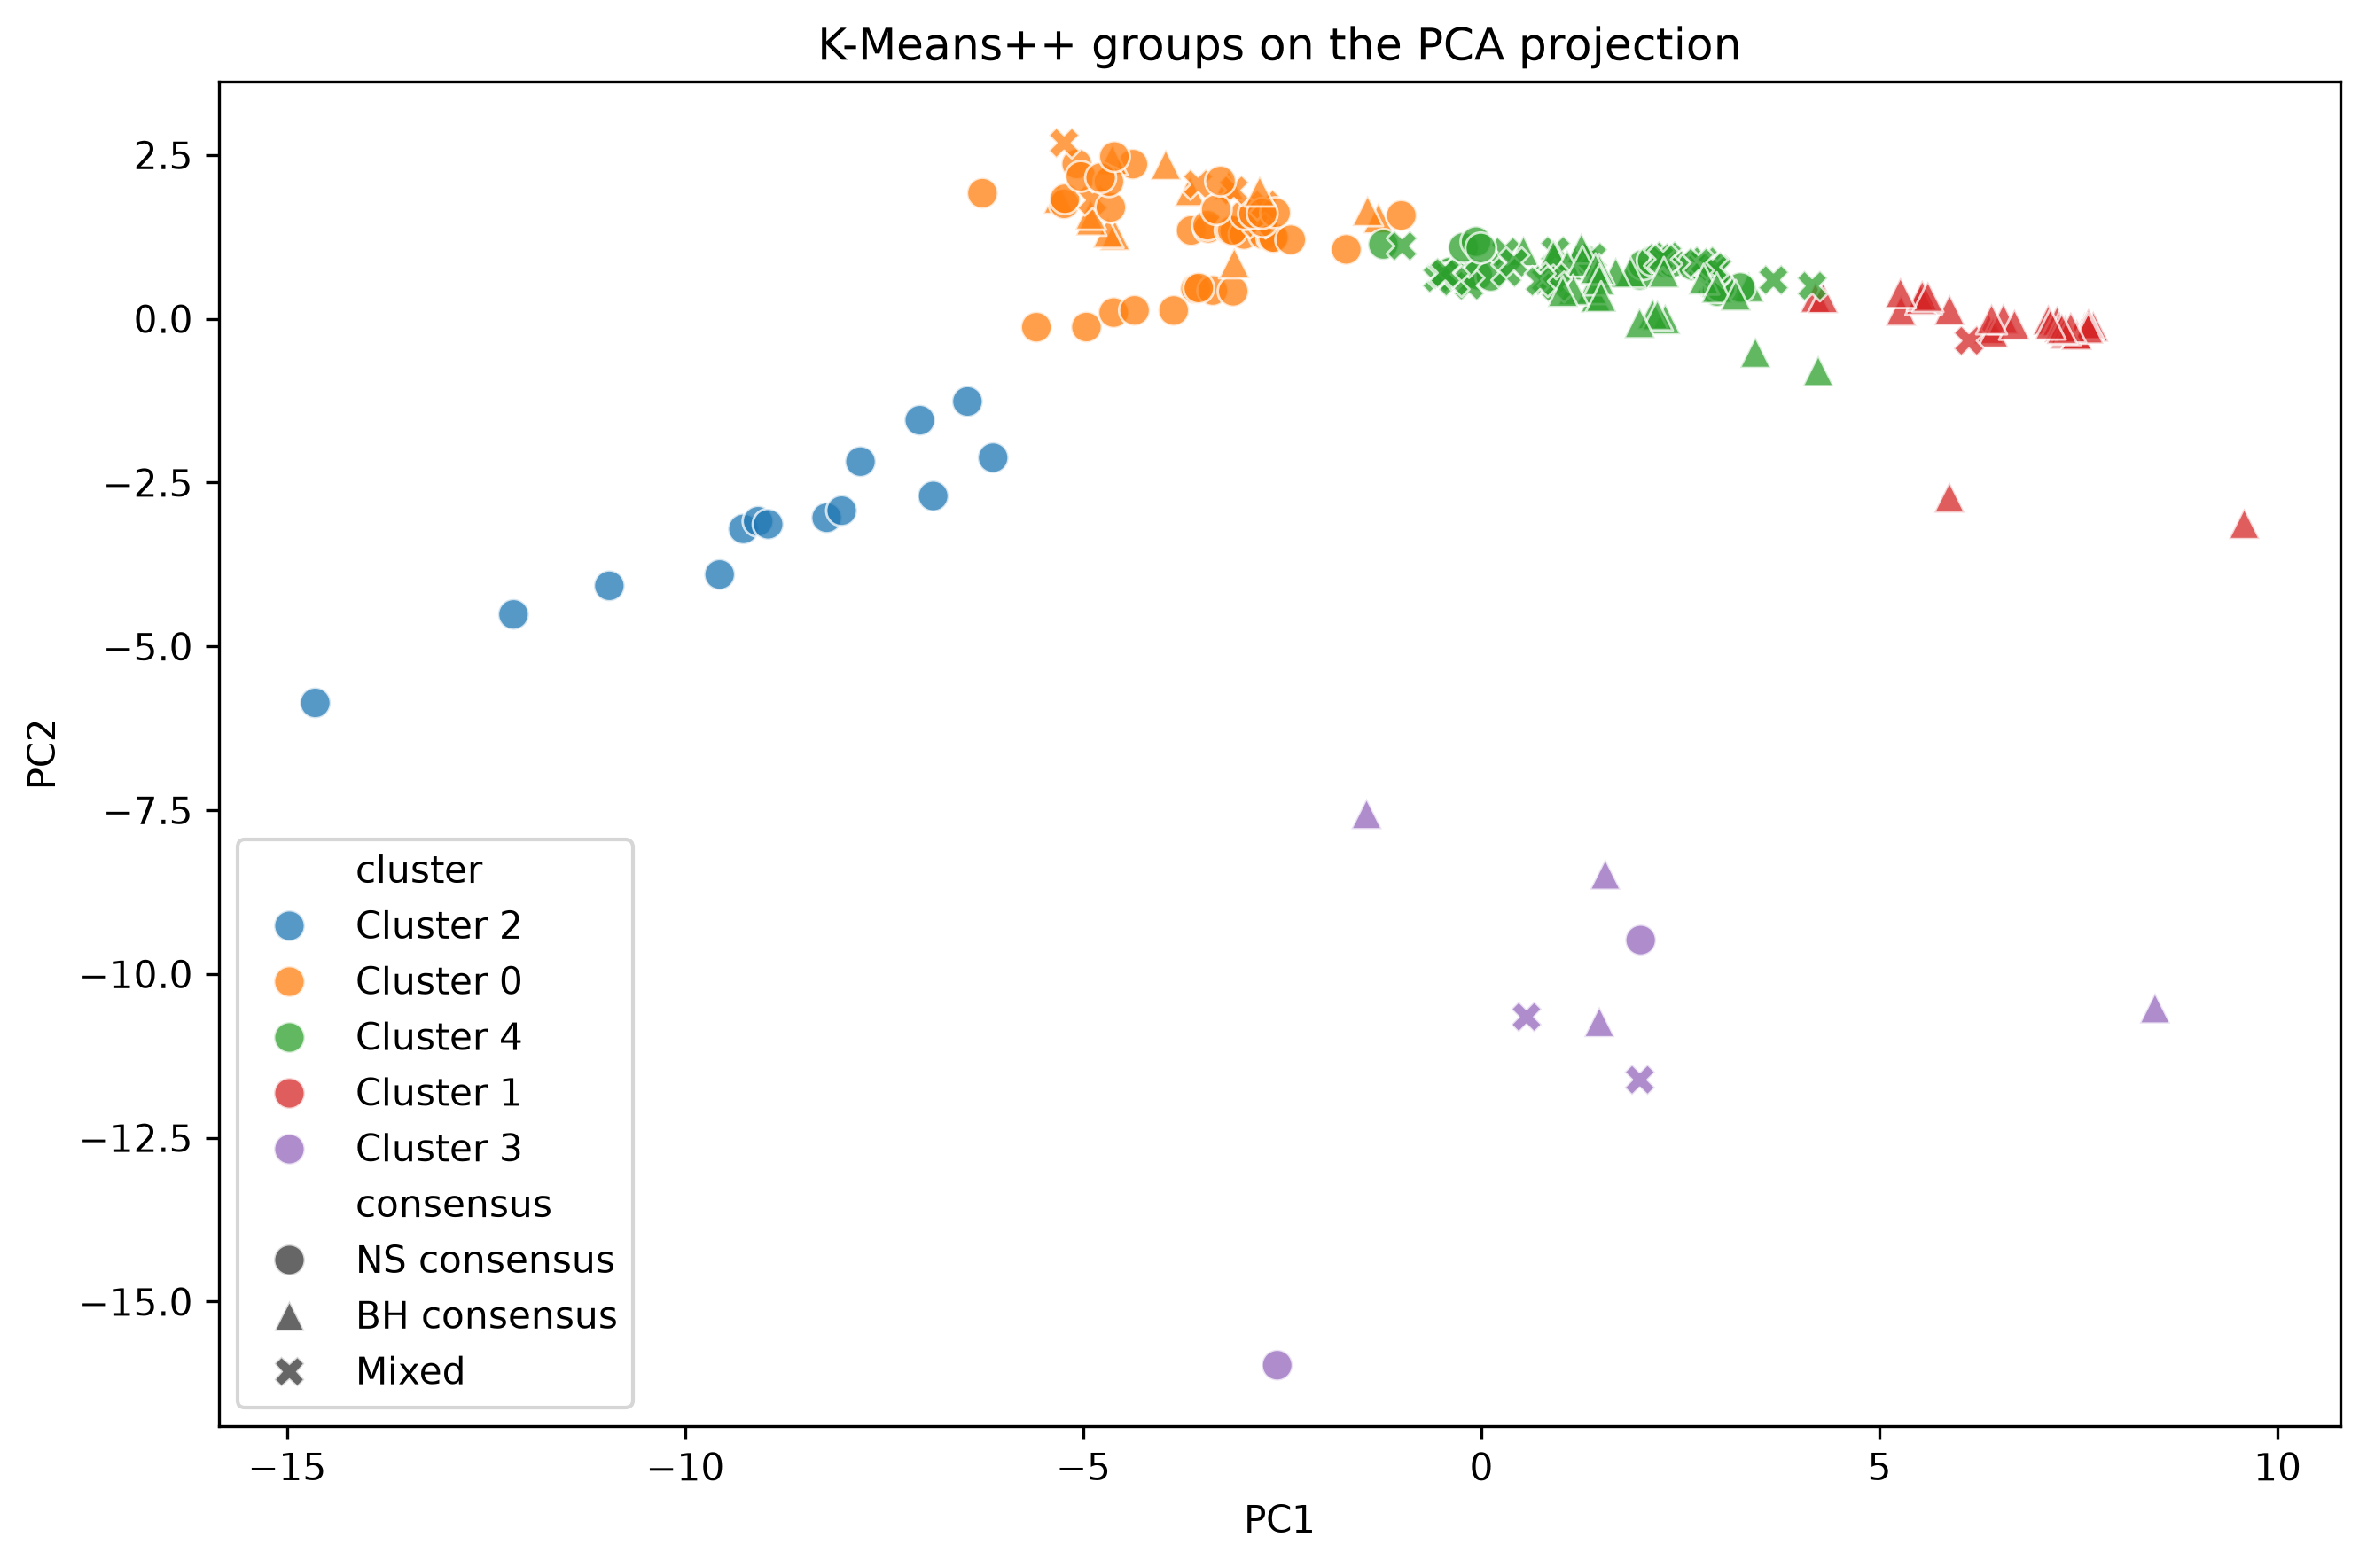 K-Means++ groups on the PCA projection
2.5
0.0
−2.5
−5.0
−7.5
−10.0
−12.5
−15.0
PC2
cluster
Cluster 2
Cluster 0
Cluster 4
Cluster 1
Cluster 3
consensus
NS consensus
BH consensus
Mixed
−15 −10 −5 0 5 10
PC1